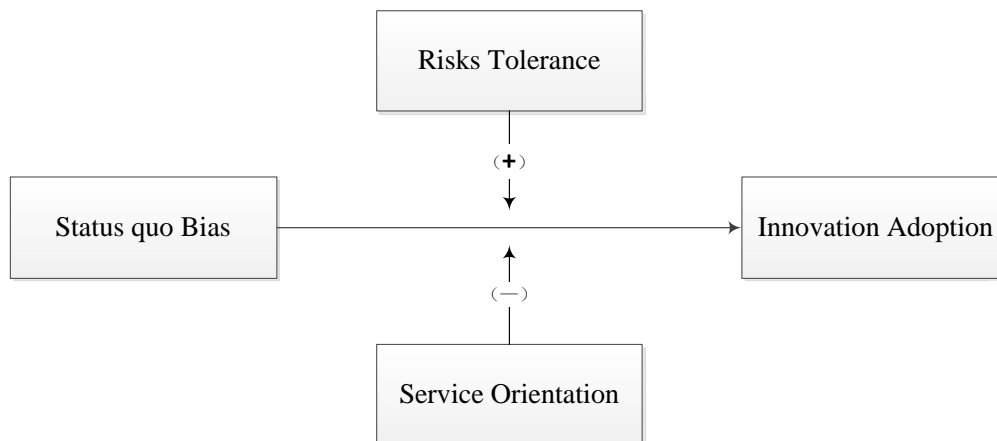 Risks Tolerance
(+)
Status quo Bias
Innovation Adoption
(—)
Service Orientation